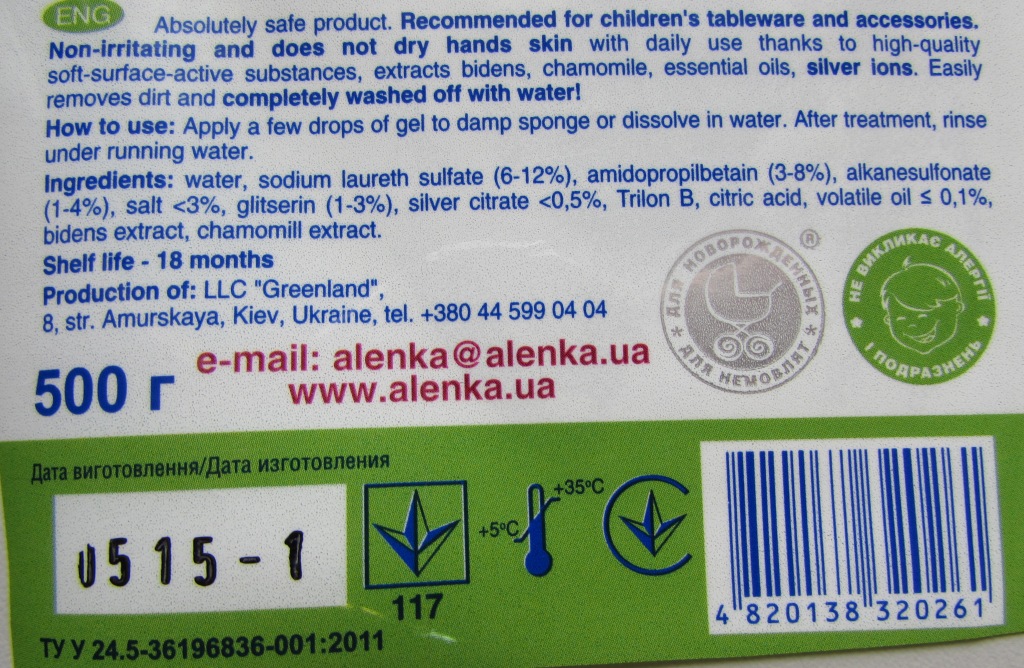 ENG
Absolutely safe product. Recommended for children's tableware and accessories.
Non-irritating and does not dry hands skin with daily use thanks to high-quality
soft-surface-active substances, extracts bidens, chamomile, essential oils, silver ions. Easily
removes dirt and completely washed off with water!
How to use: Apply a few drops of gel to damp sponge or dissolve in water. After treatment, rinse
under running water.
Ingredients: water, sodium laureth sulfate (6-12%), amidopropilbetain (3-8%), alkanesulfonate
(1-4%), salt <3%, glitserin (1-3%), silver citrate <0,5%, Trilon B, citric acid, volatile oil ≤ 0,1%,
bidens extract, chamomill extract.
Shelf life - 18 months
Production of: LLC "Greenland",
8, str. Amurskaya, Kiev, Ukraine, tel. +380 44 599 04 04
e-mail: alenka@alenka.ua
www.alenka.ua
500 г
ДЛЯ НОВОРОЖДЕННЫХ ®
* ДЛЯ НЕМОВЛЯТ *
НЕ ВИКЛИКАЄ АЛЕРГІЇ
І ПОДРАЗНЕНЬ
Дата виготовлення/Дата изготовления
0515-1
117
+5°C
+35°C
4 820138 320261
ТУ У 24.5-36196836-001:2011